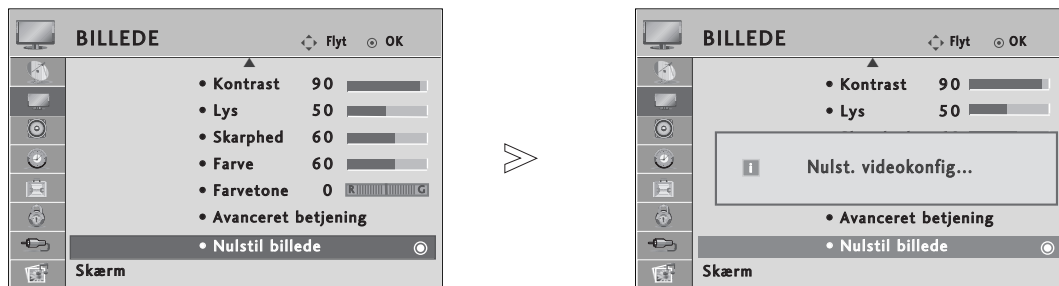 BILLEDE Flyt OK
• Kontrast 90
• Lys 50
• Skarphed 60
• Farve 60
• Farvetone 0 R G
• Avanceret betjening
• Nulstil billede
Skærm
BILLEDE Flyt OK
• Kontrast 90
• Lys 50
i Nulst. videokonfig...
• Avanceret betjening
• Nulstil billede
Skærm